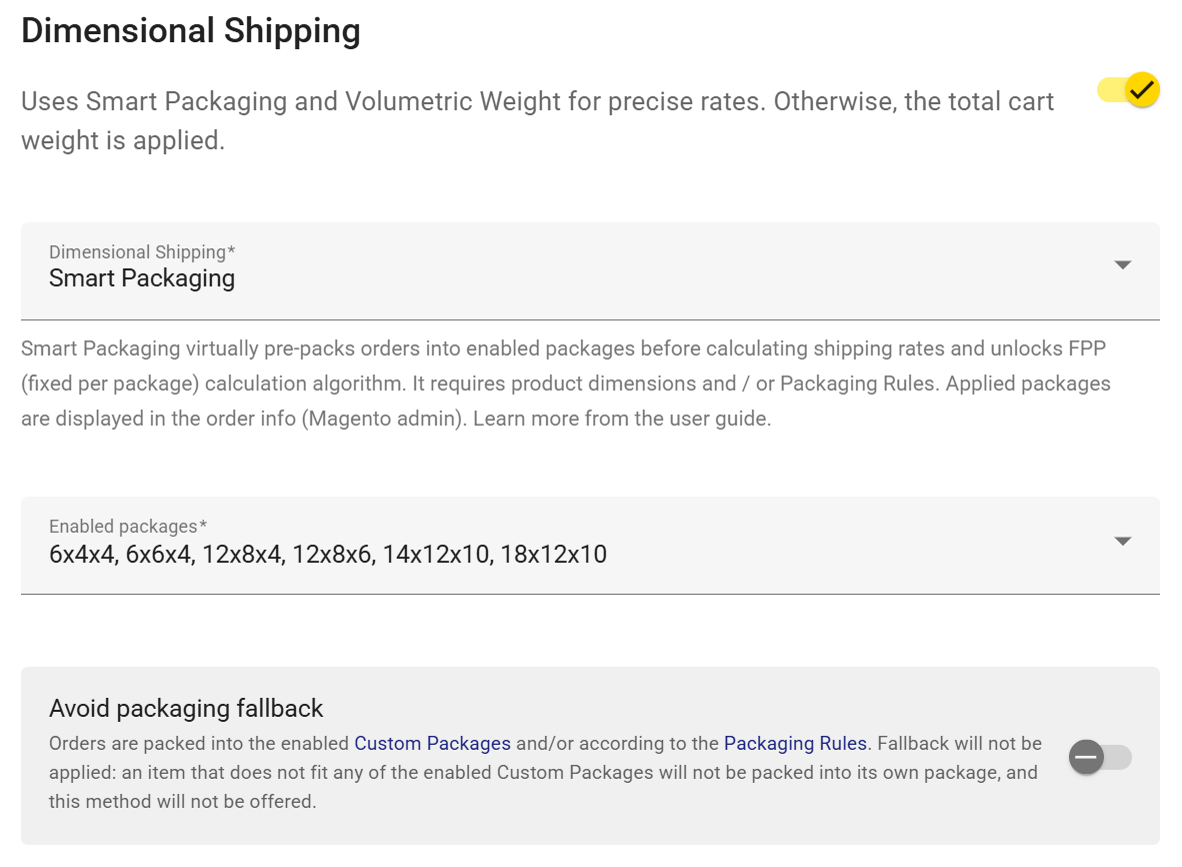 Dimensional Shipping
Uses Smart Packaging and Volumetric Weight for precise rates. Otherwise, the total cart
weight is applied.
Dimensional Shipping*
Smart Packaging
Smart Packaging virtually pre-packs orders into enabled packages before calculating shipping rates and unlocks FPP
(fixed per package) calculation algorithm. It requires product dimensions and / or Packaging Rules. Applied packages
are displayed in the order info (Magento admin). Learn more from the user guide.
Enabled packages*
6x4x4, 6x6x4, 12x8x4, 12x8x6, 14x12x10, 18x12x10
Avoid packaging fallback
Orders are packed into the enabled Custom Packages and/or according to the Packaging Rules. Fallback will not be
applied: an item that does not fit any of the enabled Custom Packages will not be packed into its own package, and
this method will not be offered.